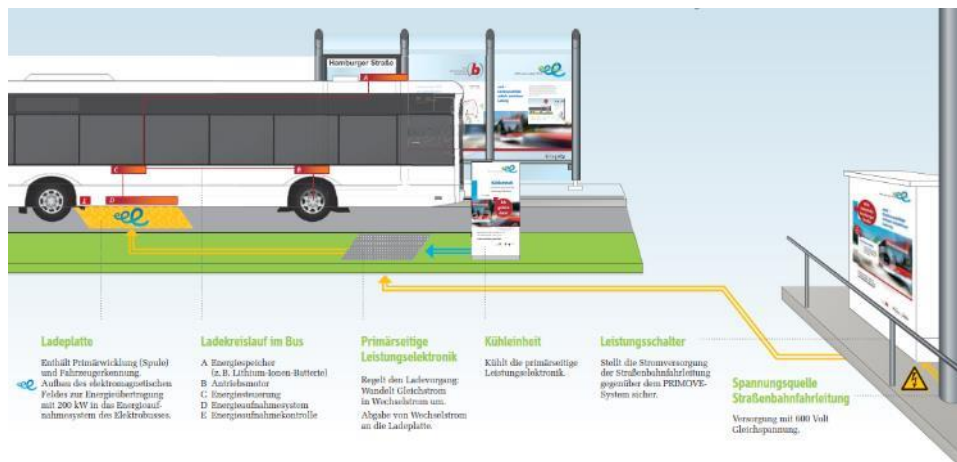 Hamburger Straße
A
C
B
E
D
Kühleinheit
Ladeplatte
Enthält Primärwicklung (Spule)
und Fahrzeugerkennung.
Aufbau des elektromagnetischen
Feldes zur Energieübertragung
mit 200 kW in das Energieauf-
nahmesystem des Elektrobusses.
Ladekreislauf im Bus
A Energiespeicher
(z. B. Lithium-Ionen-Batterie)
B Antriebsmotor
C Energiesteuerung
D Energieaufnahmesystem
E Energieaufnahmekontrolle
Primärseitige
Leistungselektronik
Regelt den Ladevorgang:
Wandelt Gleichstrom
in Wechselstrom um.
Abgabe von Wechselstrom
an die Ladeplatte.
Kühleinheit
Kühlt die primärseitige
Leistungselektronik.
Leistungsschalter
Stellt die Stromversorgung
der Straßenbahnfahrleitung
gegenüber dem PRIMOVE-
System sicher.
Spannungsquelle
Straßenbahnfahrleitung
Versorgung mit 600 Volt
Gleichspannung.